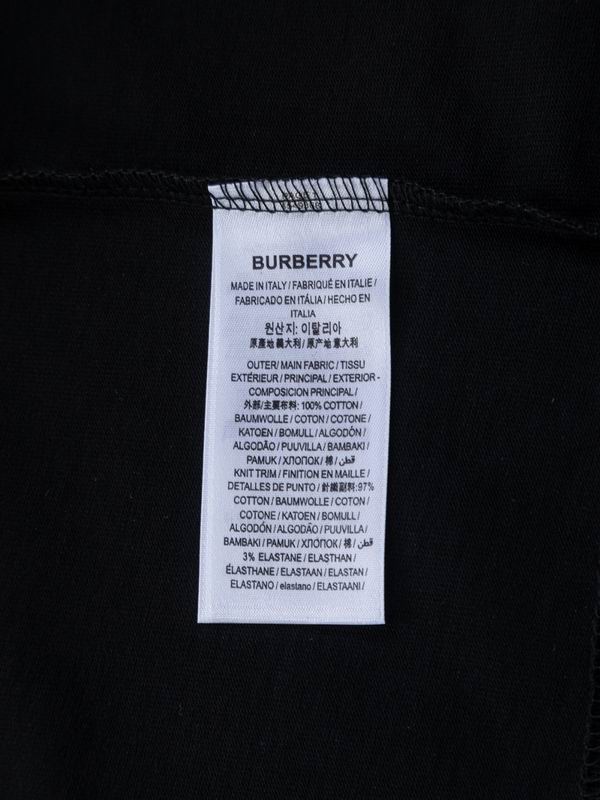 BURBERRY
MADE IN ITALY / FABRIQUÉ EN ITALIE /
FABRICADO EN ITÁLIA / HECHO EN
ITALIA
원산지: 이탈리아
原產地 義大利 / 原产地 意大利
OUTER/ MAIN FABRIC / TISSU
EXTÉRIEUR / PRINCIPAL / EXTERIOR -
COMPOSICION PRINCIPAL /
外部/主要布料: 100% COTTON /
BAUMWOLLE / COTON / COTONE /
KATOEN / BOMULL / ALGODÓN /
ALGODÃO / PUUVILLA / BAMBAKI /
PAMUK / ХЛОПОК / 棉 / قطن /
KNIT TRIM / FINITION EN MAILLE /
DETALLES DE PUNTO / 針織副料:97%
COTTON / BAUMWOLLE / COTON /
COTONE / KATOEN / BOMULL /
ALGODÓN / ALGODÃO / PUUVILLA /
BAMBAKI / PAMUK / ХЛОПОК / 棉 / قطن /
3% ELASTANE / ELASTHAN /
ÉLASTHANE / ELASTAAN / ELASTAN /
ELASTANO / elastano / ELASTAANI /